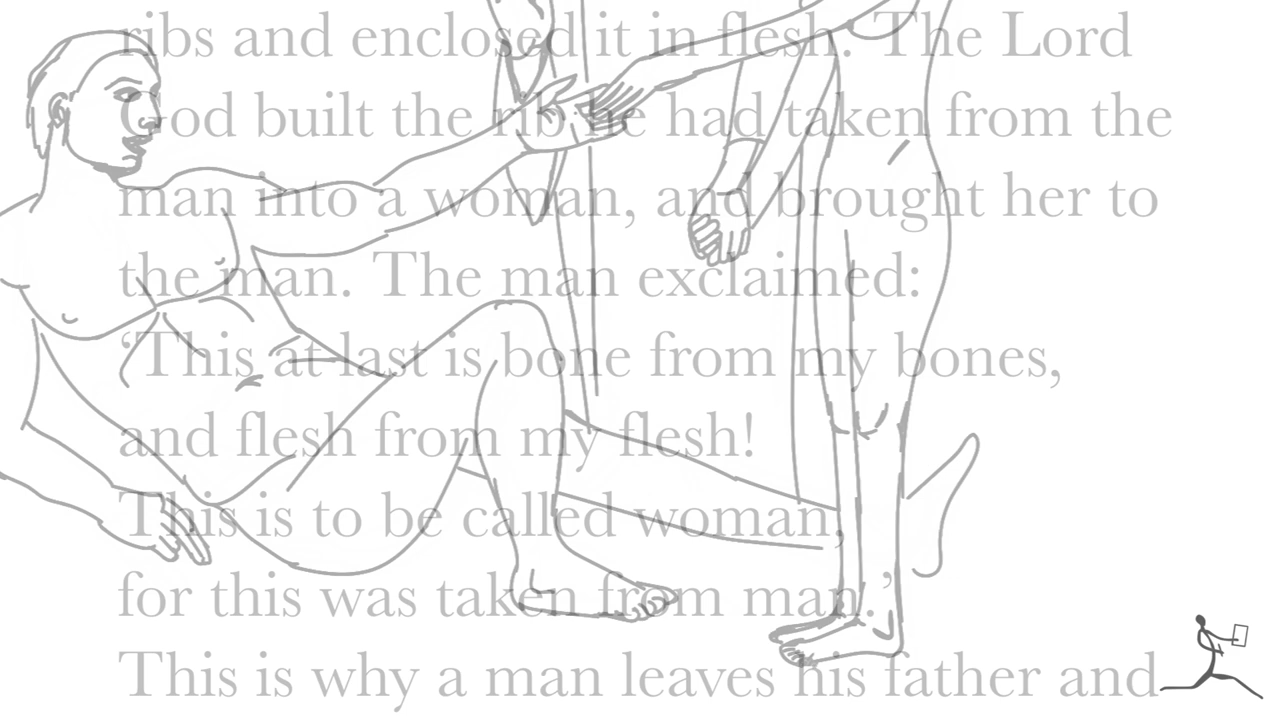 ribs and enclosed it in flesh. The Lord
God built the rib he had taken from the
man into a woman, and brought her to
the man. The man exclaimed:
‘This at last is bone from my bones,
and flesh from my flesh!
This is to be called woman,
for this was taken from man.’
This is why a man leaves his father and